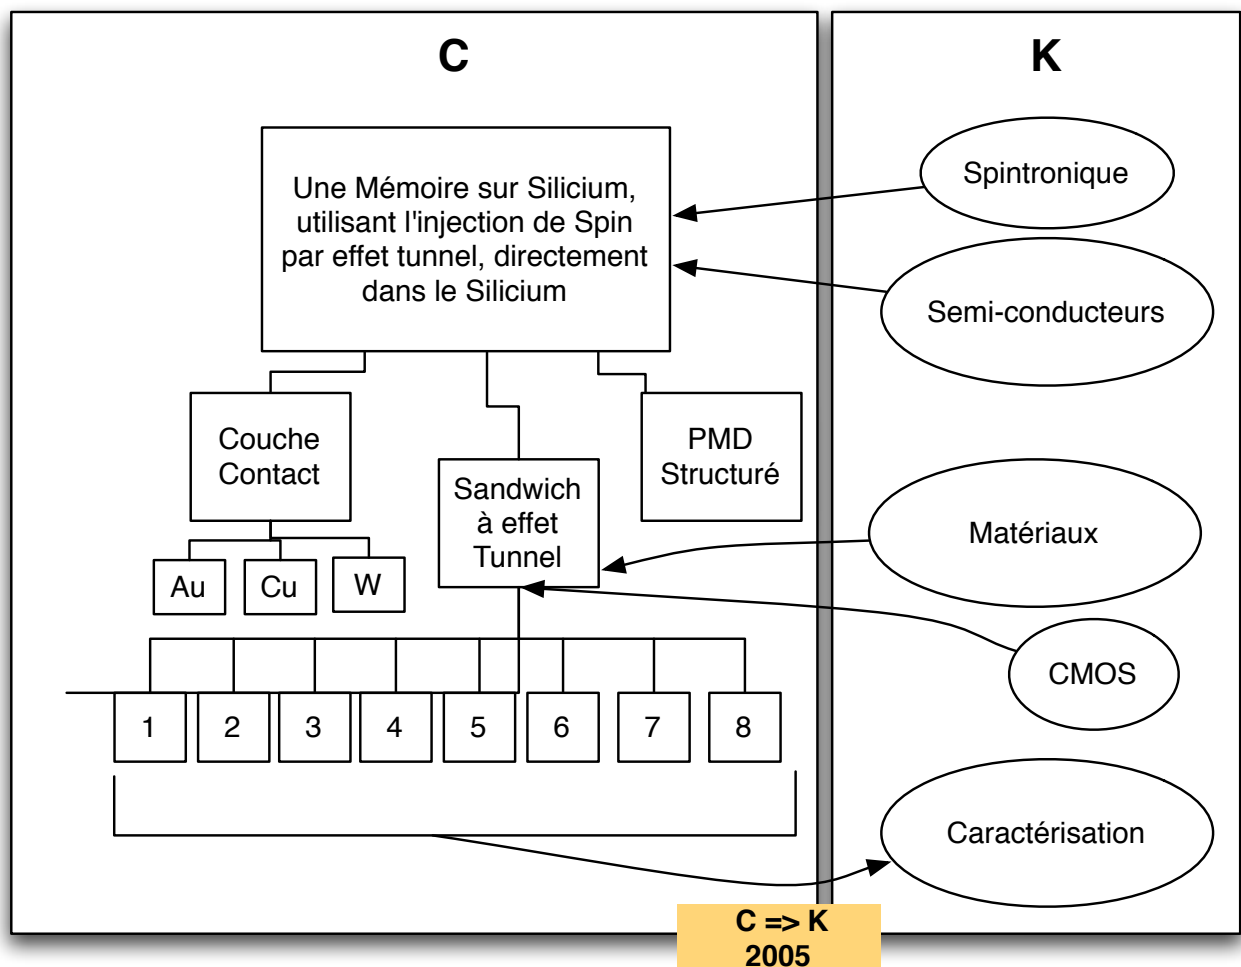 C
K
Une Mémoire sur Silicium,
utilisant l'injection de Spin
par effet tunnel, directement
dans le Silicium
Spintronique
Semi-conducteurs
Couche
Contact
Sandwich
à effet
Tunnel
PMD
Structuré
Matériaux
Au
Cu
W
CMOS
1
2
3
4
5
6
7
8
Caractérisation
C => K
2005